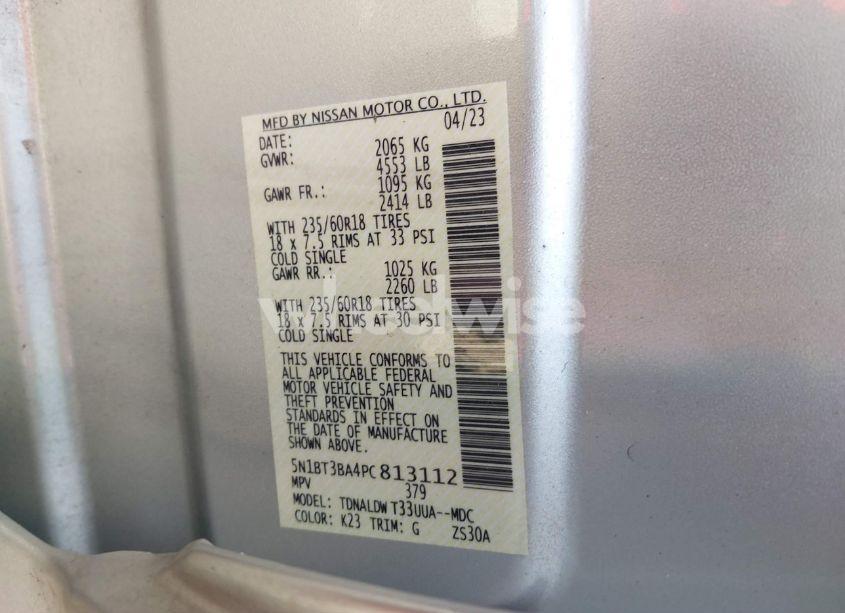 MFD BY NISSAN MOTOR CO., LTD.
DATE: 04/23
GVWR: 2065 KG
4553 LB
GAWR FR.: 1095 KG
2414 LB
WITH 235/60R18 TIRES
18 x 7.5 RIMS AT 33 PSI
COLD SINGLE
GAWR RR.: 1025 KG
2260 LB
WITH 235/60R18 TIRES
18 x 7.5 RIMS AT 30 PSI
COLD SINGLE
THIS VEHICLE CONFORMS TO
ALL APPLICABLE FEDERAL
MOTOR VEHICLE SAFETY AND
THEFT PREVENTION
STANDARDS IN EFFECT ON
THE DATE OF MANUFACTURE
SHOWN ABOVE.
5N1BT3BA4PC813112
MPV 379
MODEL: TDNALDW T33UUA--MDC
COLOR: K23 TRIM: G ZS30A
wheelwise